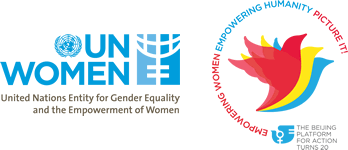 UN
WOMEN
United Nations Entity for Gender Equality
and the Empowerment of Women
EMPOWERING WOMEN EMPOWERING HUMANITY PICTURE IT!
THE BEIJING
PLATFORM
FOR ACTION
TURNS 20